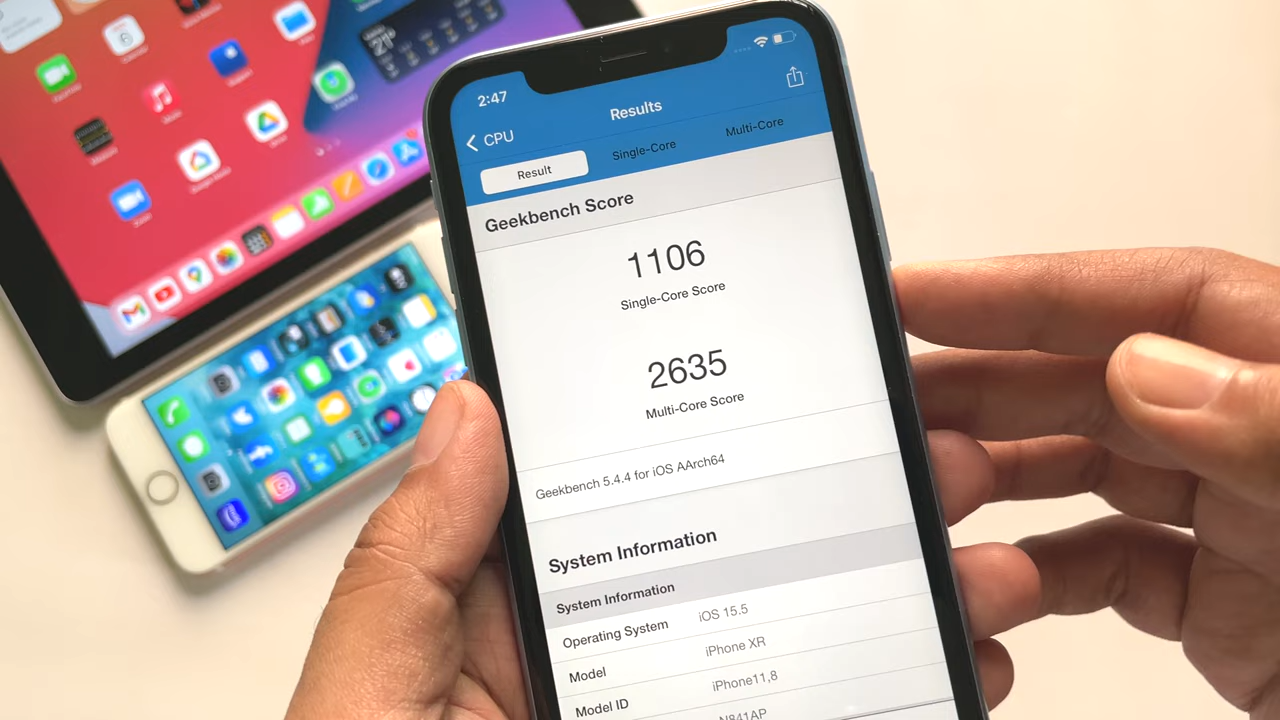 2:47
CPU
Results
Result
Single-Core
Multi-Core
Geekbench Score
1106
Single-Core Score
2635
Multi-Core Score
Geekbench 5.4.4 for iOS AArch64
System Information
System Information
Operating System iOS 15.5
Model iPhone XR
Model ID iPhone11,8
N841AP
21°